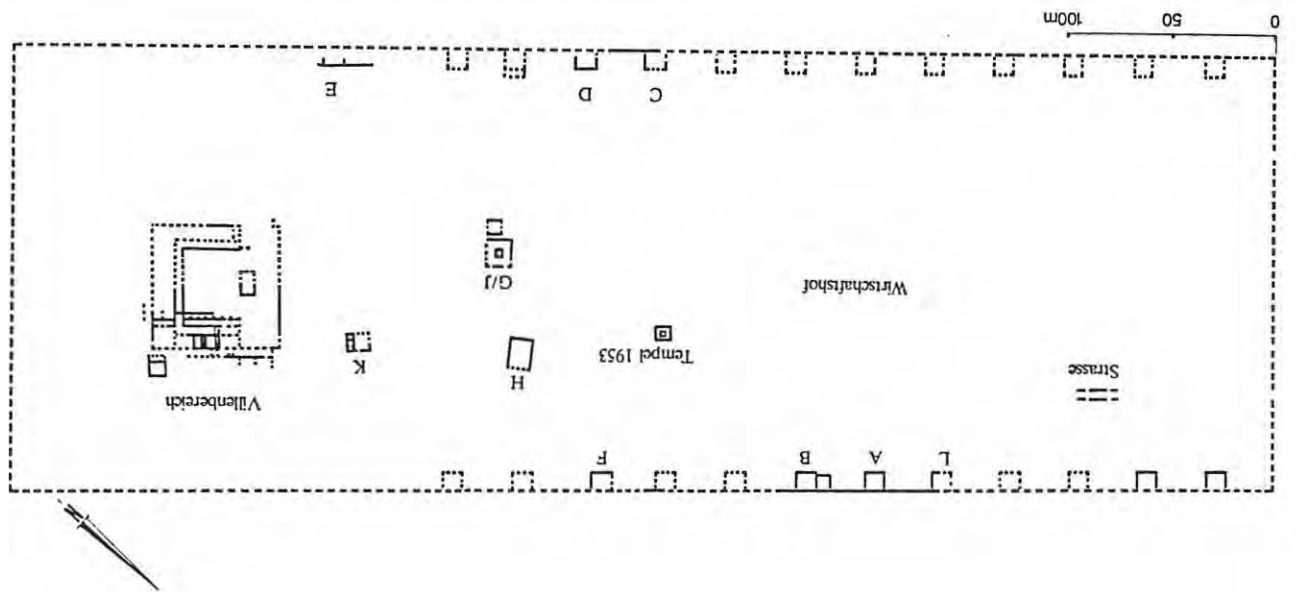 L A B F
Villenbereich
Strasse
H
K
Tempel 1953
Wirtschaftshof
G/J
C D E
0 50 100m